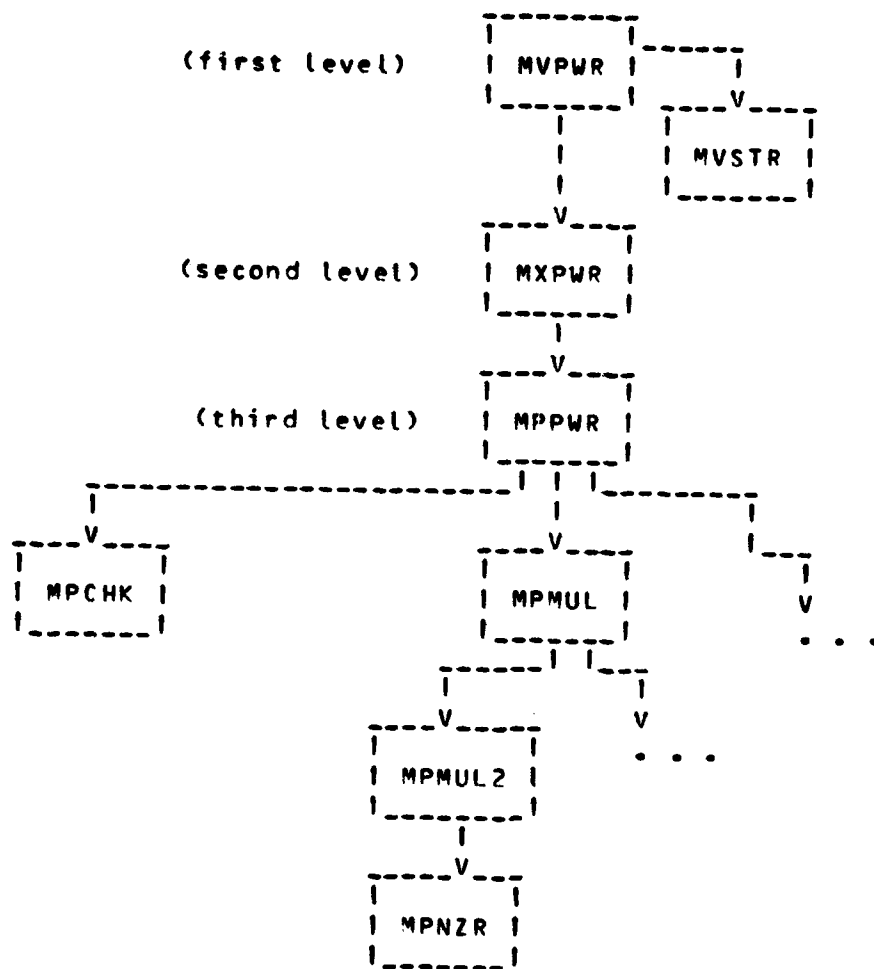 (first level) MVPWR
MVSTR
(second level) MXPWR
(third level) MPPWR
MPCHK MPMUL
. . .
MPMUL2 . . .
MPNZR